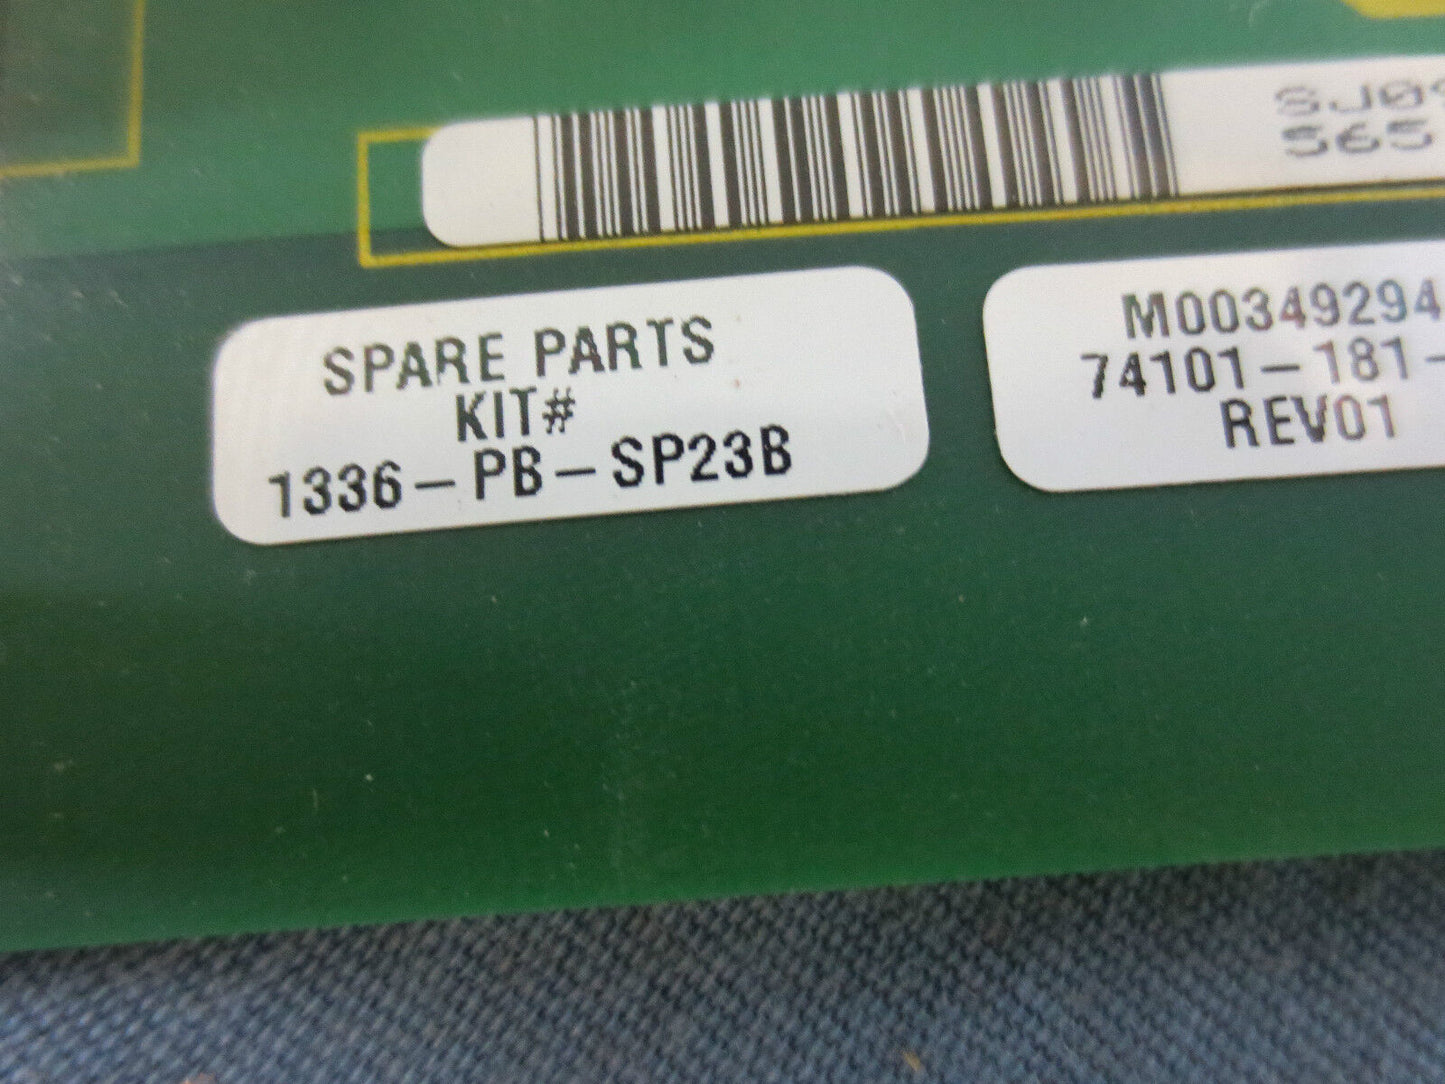 SPARE PARTS
KIT#
1336-PB-SP23B
M00349294
74101-181-
REV01